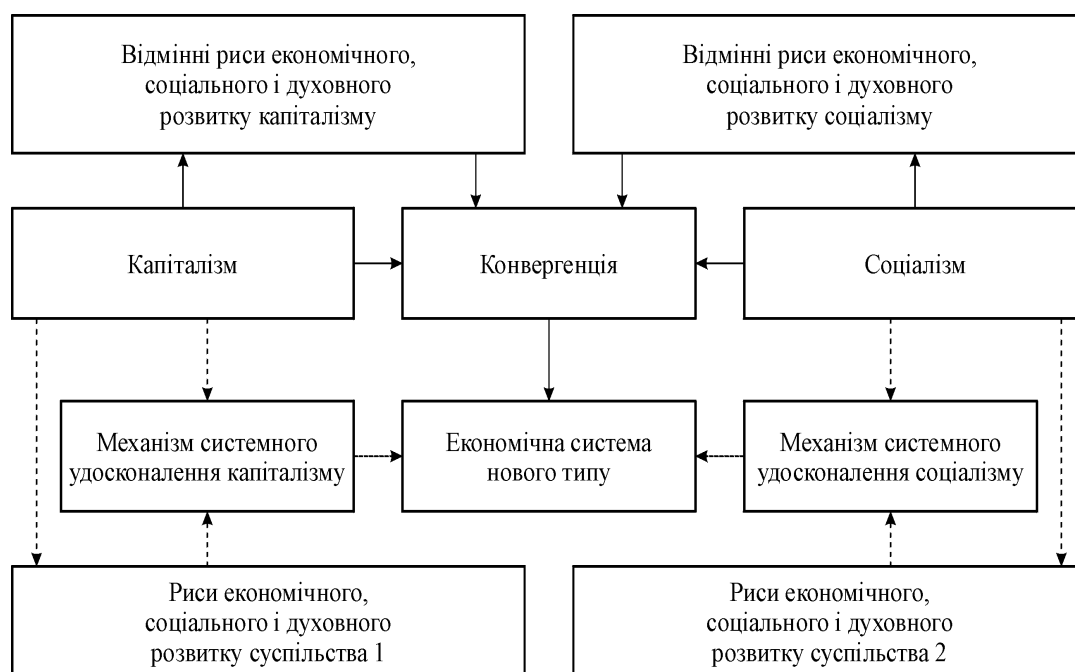 Відмінні риси економічного,
соціального і духовного
розвитку капіталізму
Відмінні риси економічного,
соціального і духовного
розвитку соціалізму
Капіталізм
Конвергенція
Соціалізм
Механізм системного
удосконалення капіталізму
Економічна система
нового типу
Механізм системного
удосконалення соціалізму
Риси економічного,
соціального і духовного
розвитку суспільства 1
Риси економічного,
соціального і духовного
розвитку суспільства 2